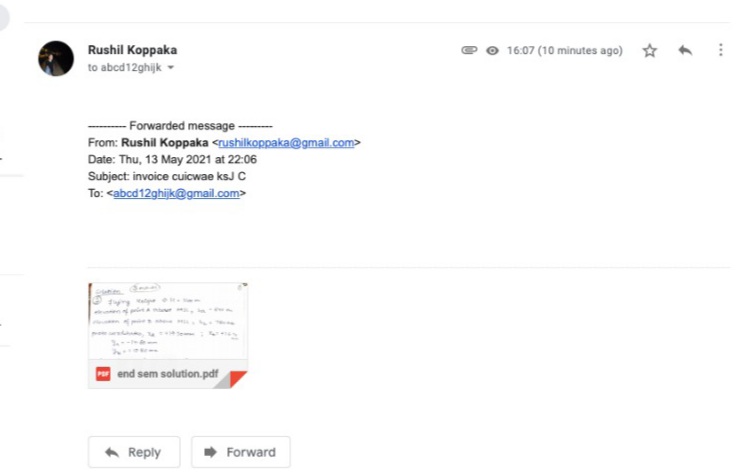 Rushil Koppaka
16:07 (10 minutes ago)
to abcd12ghijk
---------- Forwarded message ---------
From: Rushil Koppaka <rushilkoppaka@gmail.com>
Date: Thu, 13 May 2021 at 22:06
Subject: invoice cuicwae ksJ C
To: <abcd12ghijk@gmail.com>
PDF
end sem solution.pdf
Reply
Forward